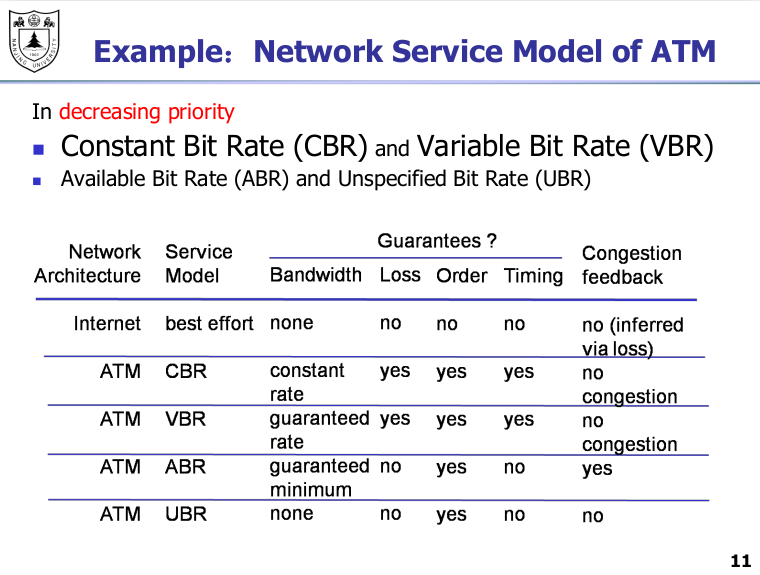 NANJING UNIVERSITY
1902
Example：Network Service Model of ATM
In decreasing priority
Constant Bit Rate (CBR) and Variable Bit Rate (VBR)
Available Bit Rate (ABR) and Unspecified Bit Rate (UBR)
Guarantees ?
Network Architecture Service Model Bandwidth Loss Order Timing Congestion feedback
Internet best effort none no no no no (inferred via loss)
ATM CBR constant rate yes yes yes no congestion
ATM VBR guaranteed rate yes yes yes no congestion
ATM ABR guaranteed minimum no yes no yes
ATM UBR none no yes no no
11